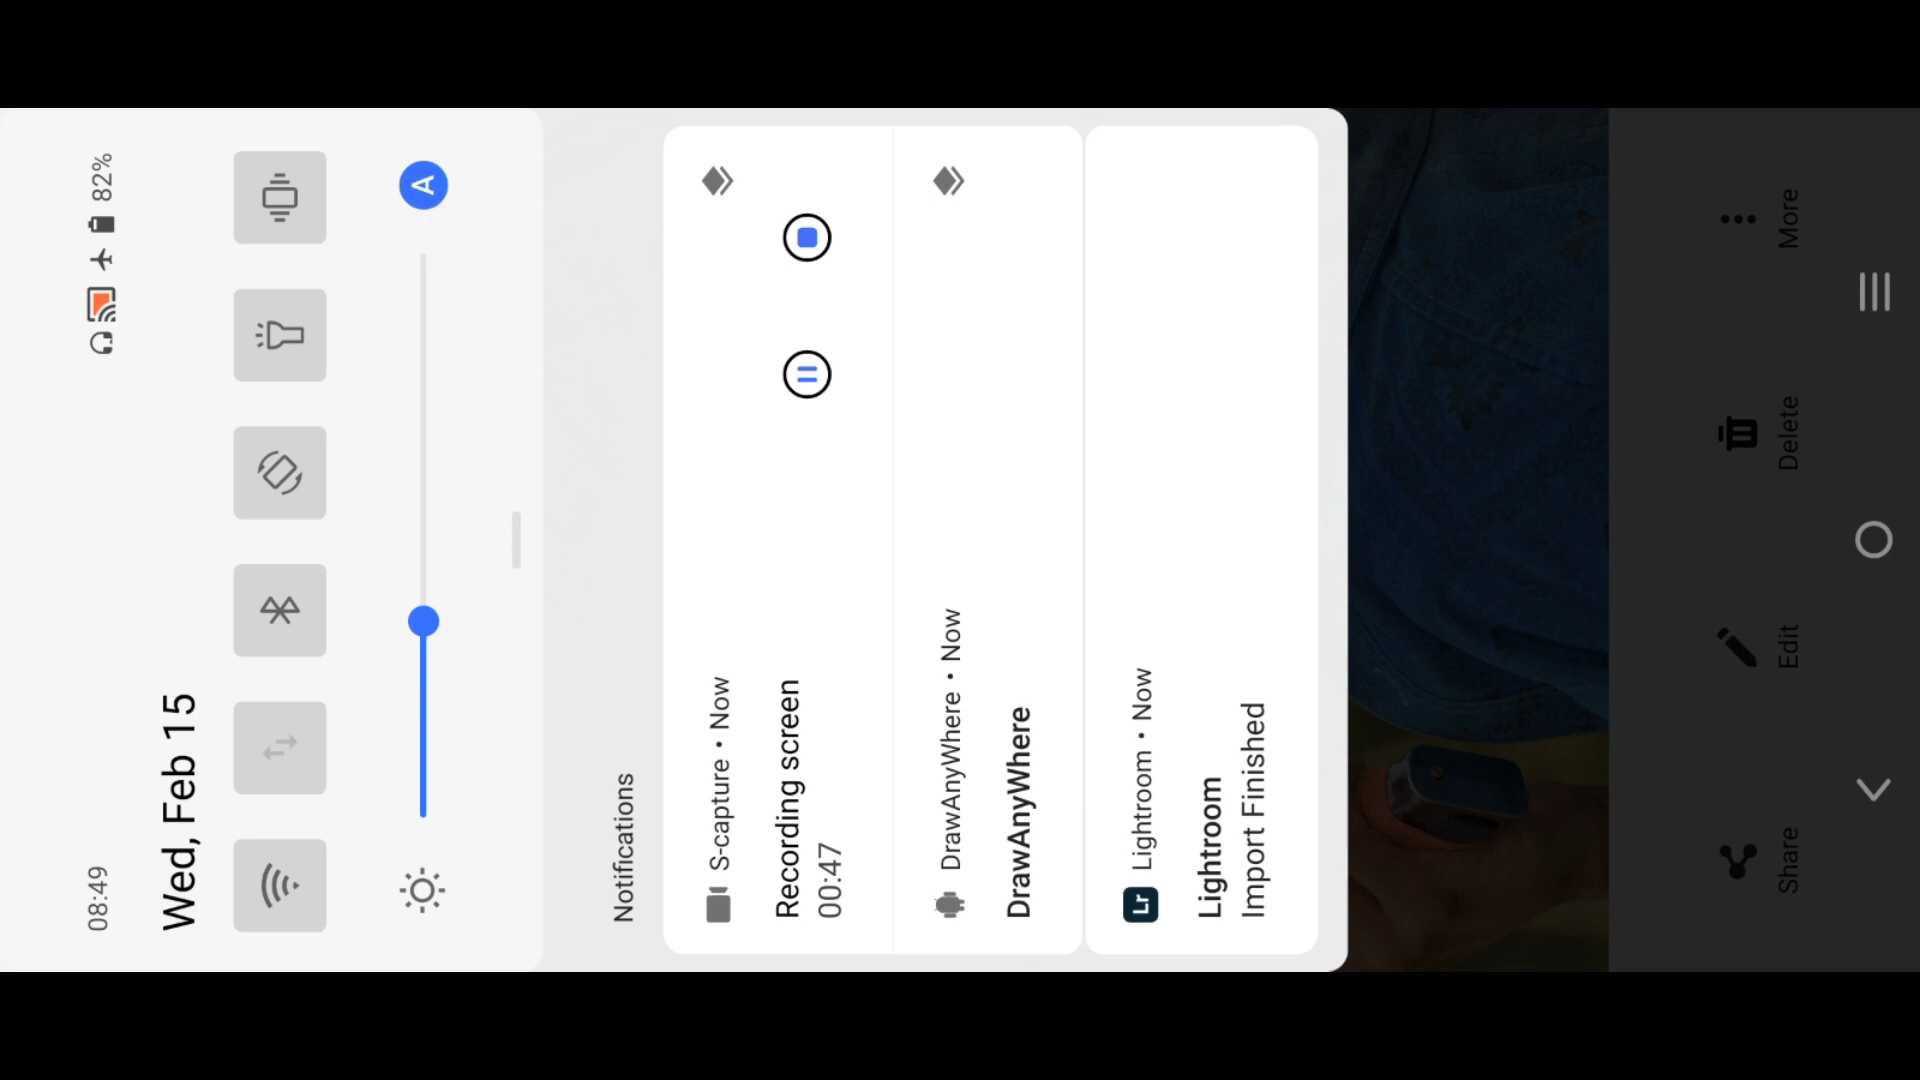 08:49
82%
Wed, Feb 15
A
Notifications
S-capture • Now
Recording screen
00:47
DrawAnyWhere • Now
DrawAnyWhere
Lr Lightroom • Now
Lightroom
Import Finished
Share
Edit
Delete
More